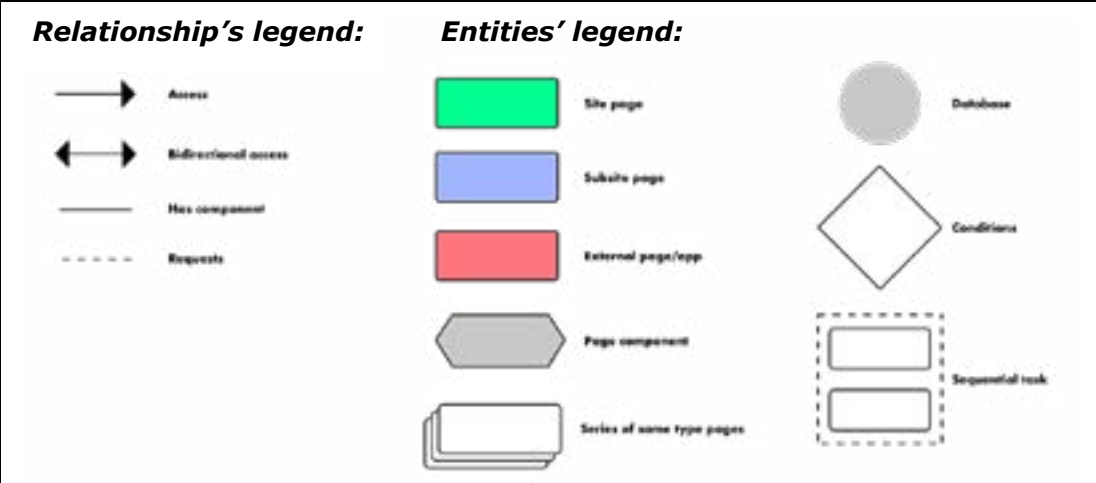 Relationship's legend:
Access
Bidirectional access
Has component
Requests
Entities' legend:
Site page
Subsite page
External page/app
Page component
Series of same type pages
Database
Conditions
Sequential task